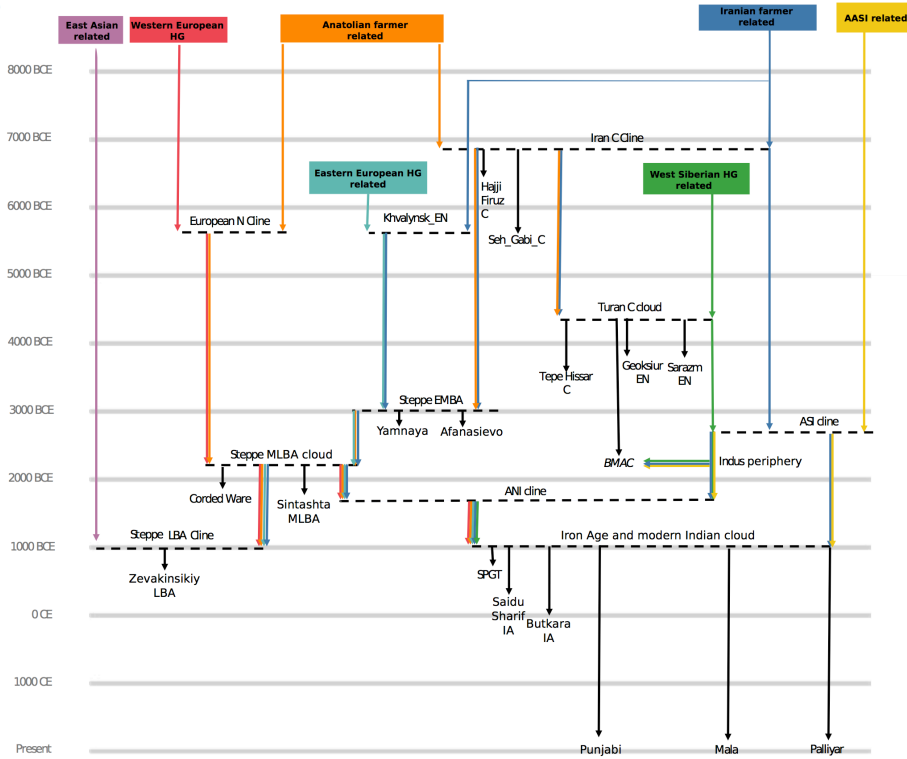 East Asian
related
Western European
HG
Anatolian farmer
related
Iranian farmer
related
AASI related
8000 BCE
7000 BCE
Iran C Cline
Eastern European HG
related
West Siberian HG
related
Hajji
Firuz
C
6000 BCE
European N Cline
Khvalynsk_EN
Seh_Gabi_C
5000 BCE
Turan C cloud
4000 BCE
Tepe Hissar
C
Geoksiur
EN
Sarazm
EN
3000 BCE
Steppe EMBA
Yamnaya
Afanasievo
ASI cline
Steppe MLBA cloud
BMAC
Indus periphery
2000 BCE
Corded Ware
Sintashta
MLBA
ANI cline
Steppe LBA Cline
Iron Age and modern Indian cloud
1000 BCE
Zevakinsikiy
LBA
SPGT
Saidu
Sharif
IA
Butkara
IA
0 CE
1000 CE
Present
Punjabi
Mala
Palliyar